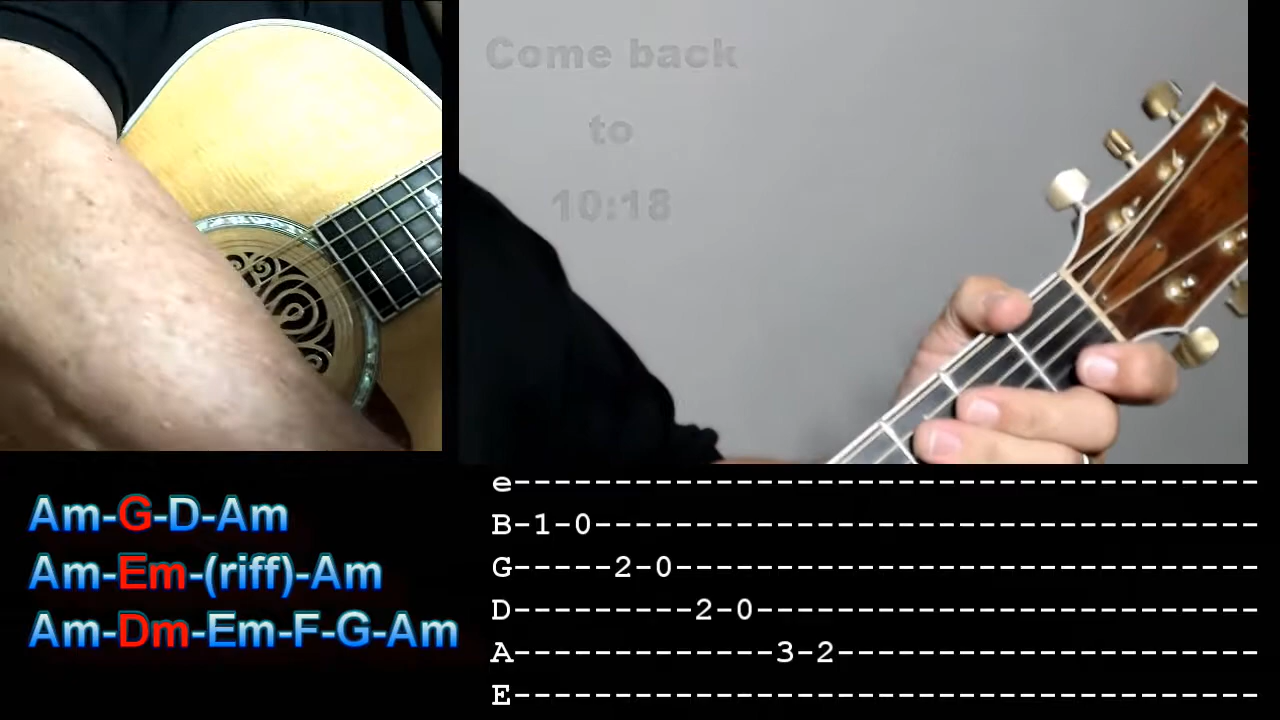 Come back
to
10:18
Am-G-D-Am
Am-Em-(riff)-Am
Am-Dm-Em-F-G-Am
e-------------------------------------
B-1-0---------------------------------
G-----2-0-----------------------------
D---------2-0-------------------------
A-------------3-2---------------------
E-------------------------------------